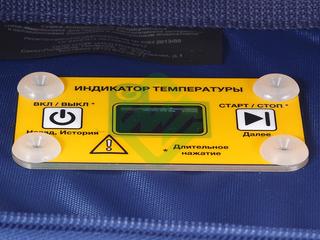 ИНДИКАТОР ТЕМПЕРАТУРЫ
ВКЛ / ВЫКЛ *
СТАРТ / СТОП *
Назад, История
Далее
* Длительное
нажатие